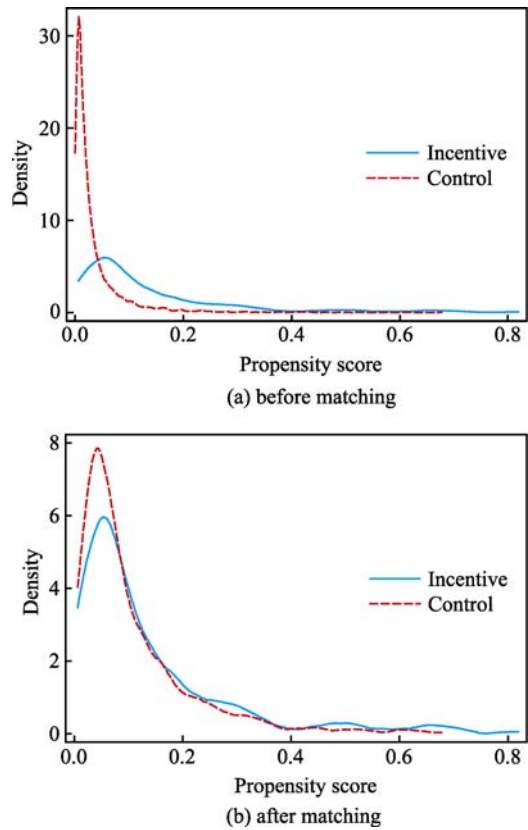 30
20
10
0
Density
Incentive
Control
0.0 0.2 0.4 0.6 0.8
Propensity score
(a) before matching
8
6
4
2
0
Density
Incentive
Control
0.0 0.2 0.4 0.6 0.8
Propensity score
(b) after matching